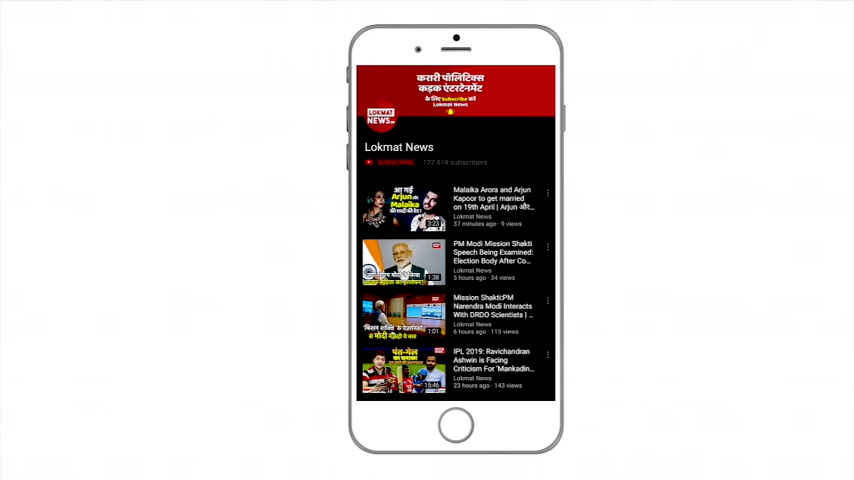 करारी पॉलिटिक्स
कड़क एंटरटेनमेंट
के लिए Subscribe करें
Lokmat News
LOKMAT
NEWS
Lokmat News
177,474 subscribers
आ गई
Arjun और
Malaika
की शादी की डेट!
3:23
Malaika Arora and Arjun
Kapoor to get married
on 19th April | Arjun और...
Lokmat News
37 minutes ago · 9 views
1:38
PM Modi Mission Shakti
Speech Being Examined:
Election Body After Co...
Lokmat News
5 hours ago · 34 views
'मिशन शक्ति' के वैज्ञानिकों
से मोदी ने
ये बात
1:01
Mission Shakti:PM
Narendra Modi Interacts
With DRDO Scientists | ...
Lokmat News
6 hours ago · 115 views
पंत-गेल
का धमाका
15:46
IPL 2019: Ravichandran
Ashwin is Facing
Criticism For 'Mankadin...
Lokmat News
23 hours ago · 143 views